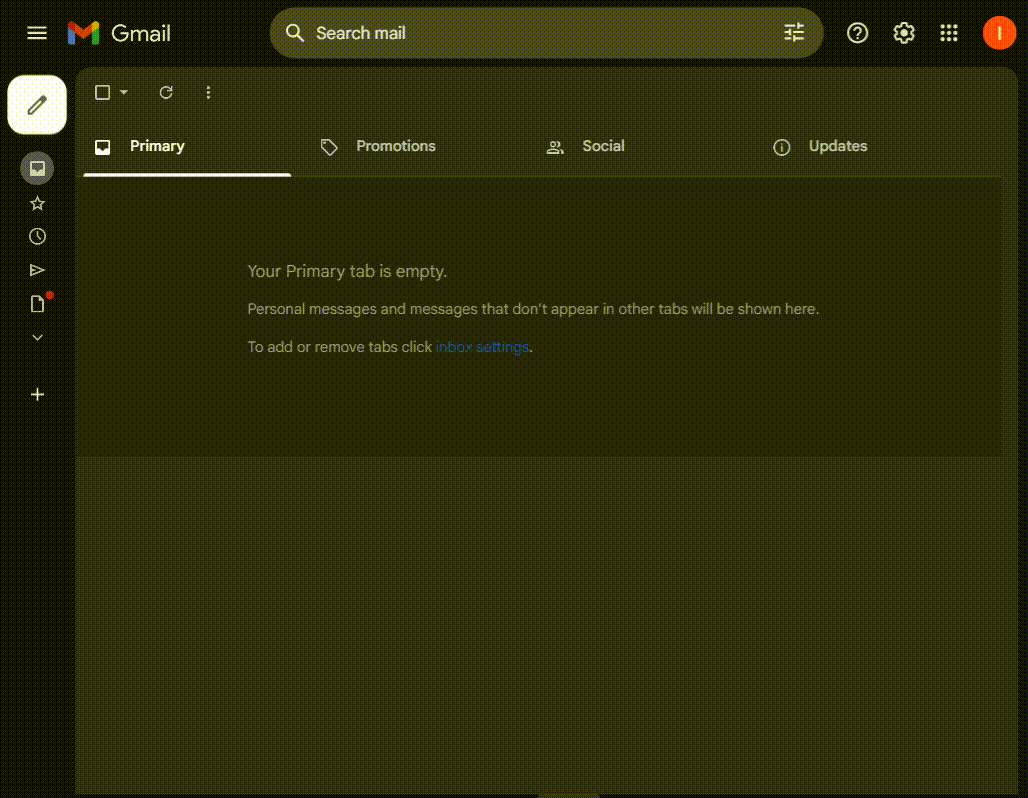 Gmail
Search mail
I
Primary
Promotions
Social
Updates
Your Primary tab is empty.
Personal messages and messages that don't appear in other tabs will be shown here.
To add or remove tabs click inbox settings.